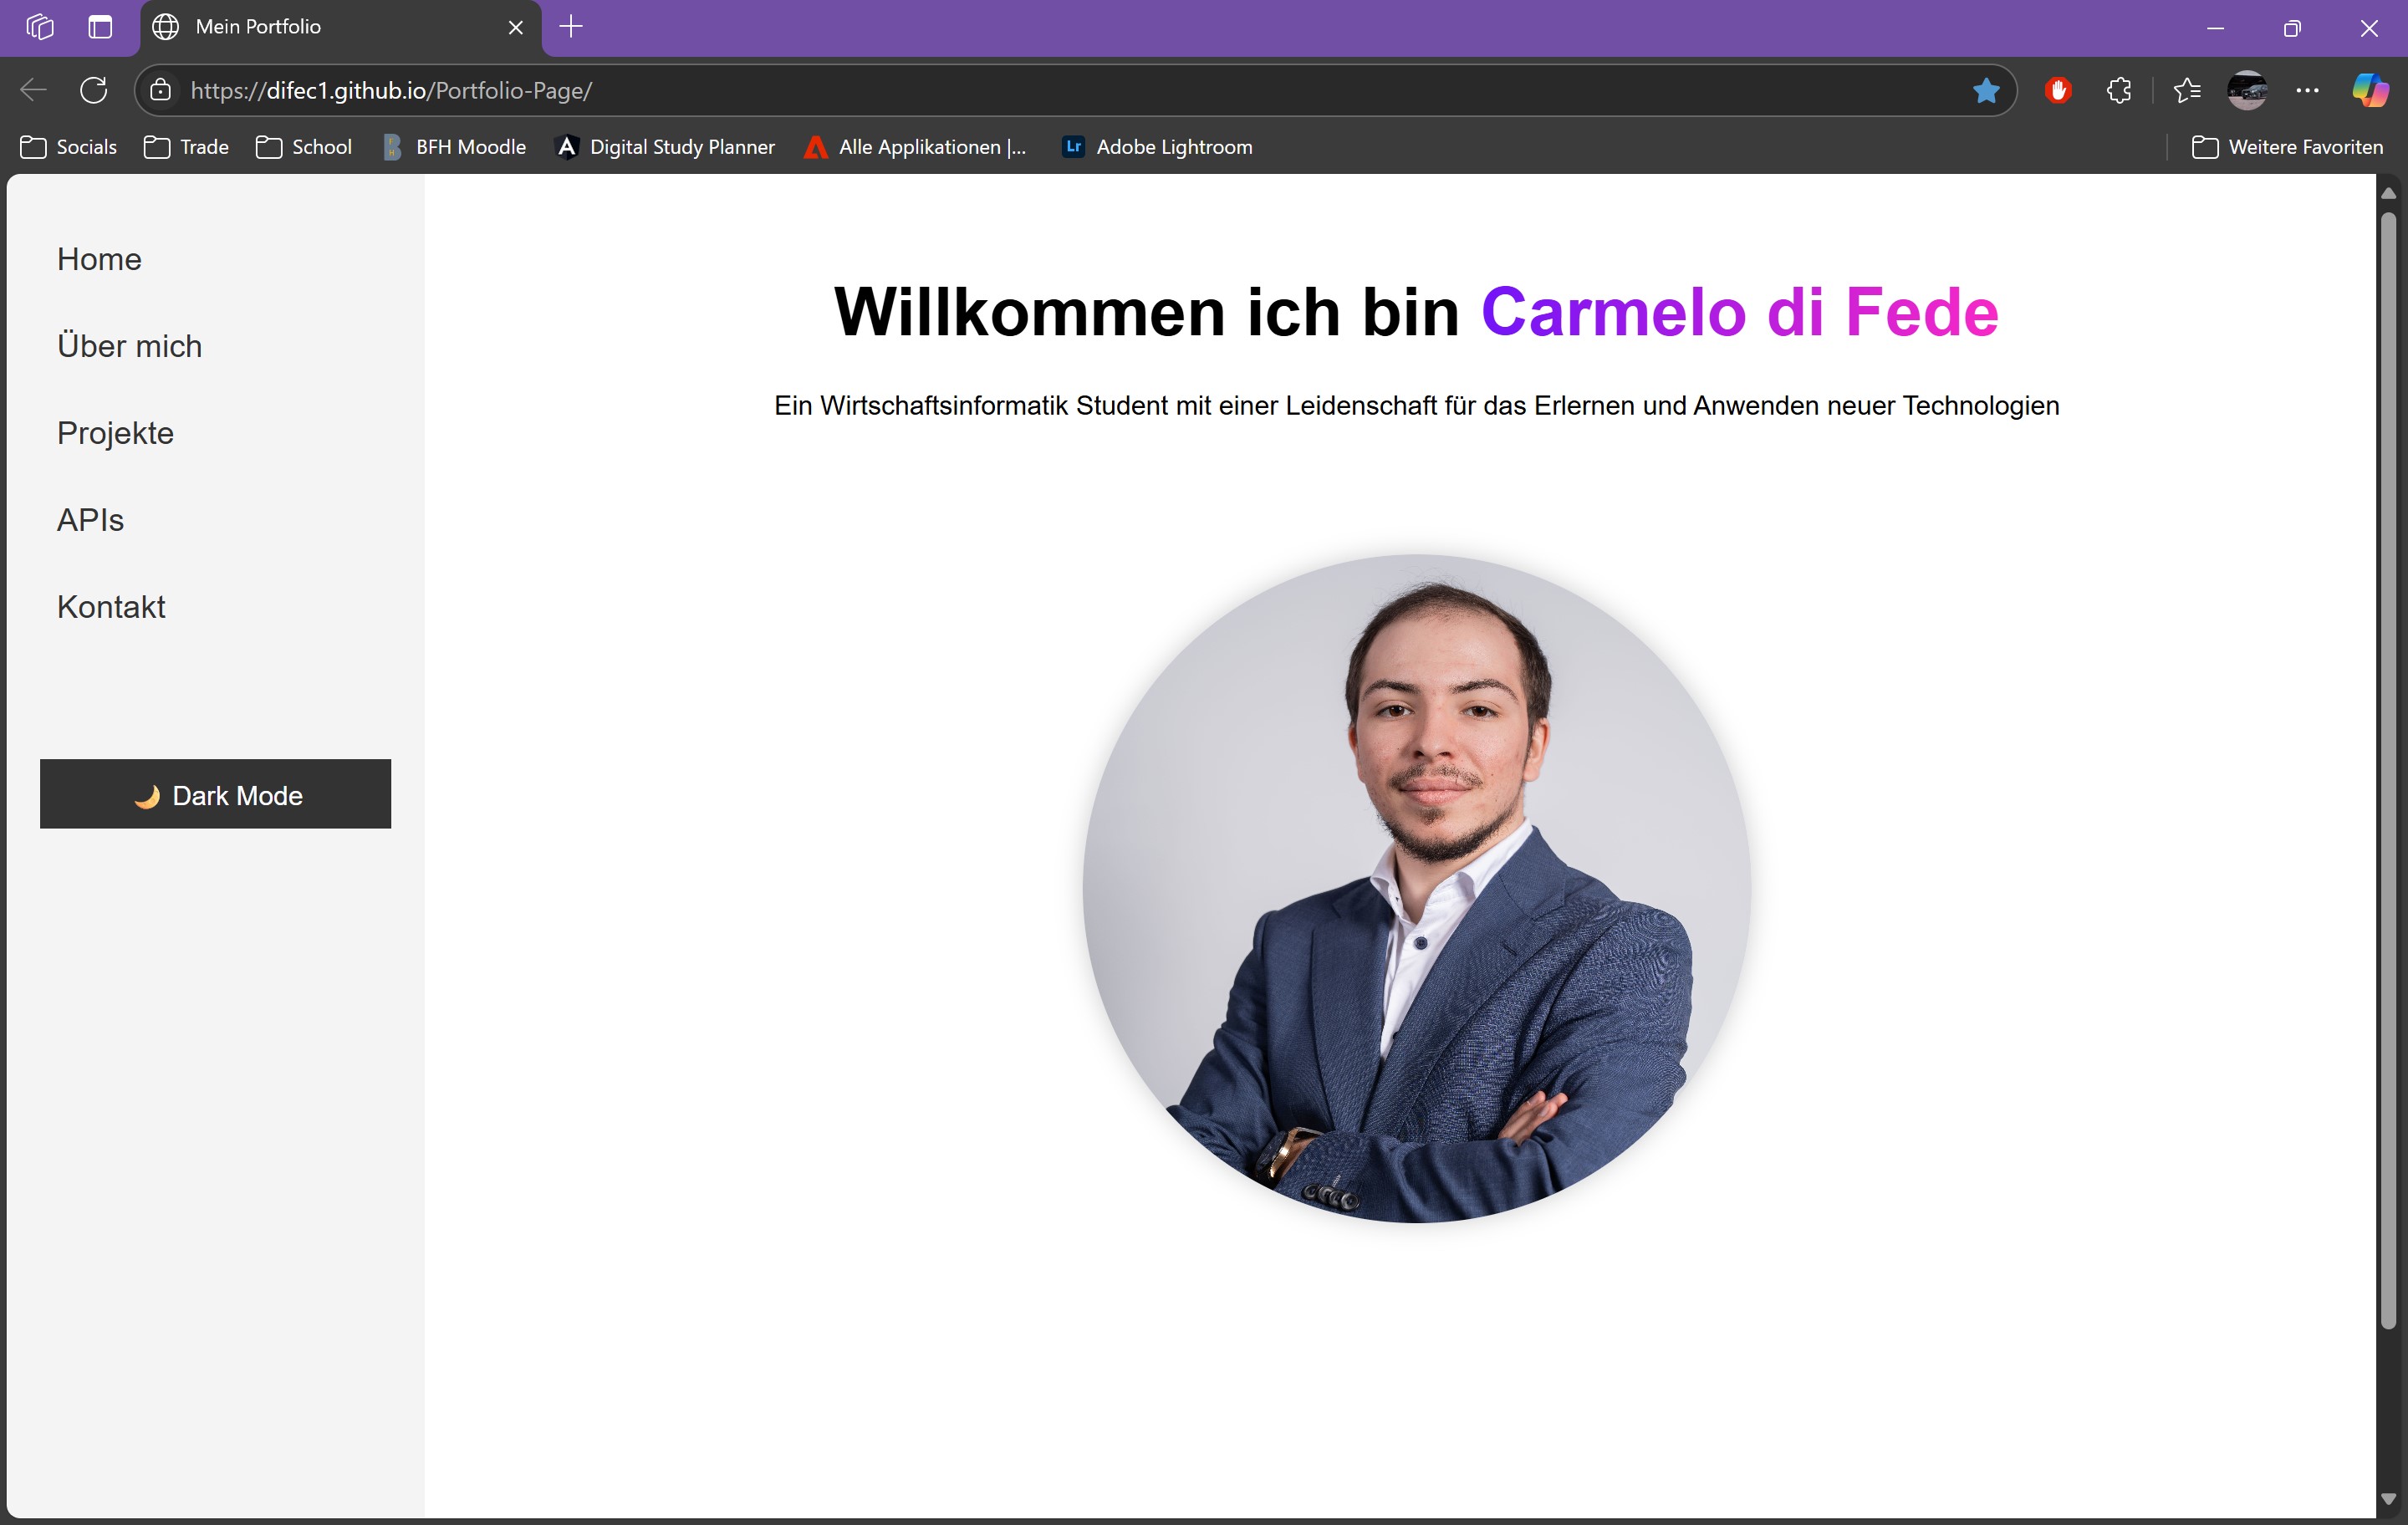 Mein Portfolio
https://difec1.github.io/Portfolio-Page/
Socials Trade School BFH Moodle Digital Study Planner Alle Applikationen |... Lr Adobe Lightroom Weitere Favoriten
Home
Über mich
Projekte
APIs
Kontakt
🌙 Dark Mode
Willkommen ich bin Carmelo di Fede
Ein Wirtschaftsinformatik Student mit einer Leidenschaft für das Erlernen und Anwenden neuer Technologien